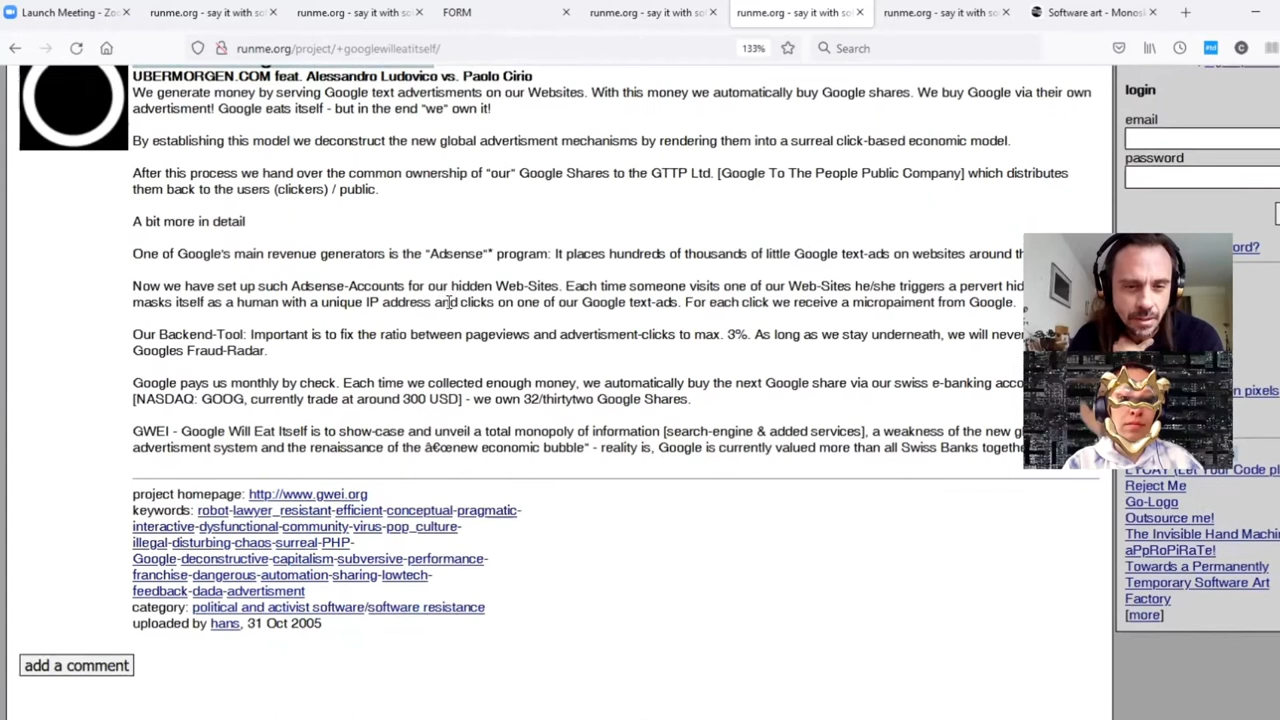 Launch Meeting - Zo
runme.org - say it with so
runme.org - say it with so
FORM
runme.org - say it with so
runme.org - say it with so
runme.org - say it with so
Software art - Monos
runme.org/project/+googlewilleatitself/
133%
Search
UBERMORGEN.COM feat. Alessandro Ludovico vs. Paolo Cirio
We generate money by serving Google text advertisments on our Websites. With this money we automatically buy Google shares. We buy Google via their own
advertisment! Google eats itself - but in the end "we" own it!
By establishing this model we deconstruct the new global advertisment mechanisms by rendering them into a surreal click-based economic model.
After this process we hand over the common ownership of "our" Google Shares to the GTTP Ltd. [Google To The People Public Company] which distributes
them back to the users (clickers) / public.
A bit more in detail
One of Google's main revenue generators is the "Adsense"* program: It places hundreds of thousands of little Google text-ads on websites around
Now we have set up such Adsense-Accounts for our hidden Web-Sites. Each time someone visits one of our Web-Sites he/she triggers a pervert
masks itself as a human with a unique IP address and clicks on one of our Google text-ads. For each click we receive a micropaiment from Google.
Our Backend-Tool: Important is to fix the ratio between pageviews and advertisment-clicks to max. 3%. As long as we stay underneath, we will never
Googles Fraud-Radar.
Google pays us monthly by check. Each time we collected enough money, we automatically buy the next Google share via our swiss e-banking
[NASDAQ: GOOG, currently trade at around 300 USD] - we own 32/thirtytwo Google Shares.
GWEI - Google Will Eat Itself is to show-case and unveil a total monopoly of information [search-engine & added services], a weakness of the new
advertisment system and the renaissance of the â€œnew economic bubble" - reality is, Google is currently valued more than all Swiss Banks
project homepage: http://www.gwei.org
keywords: robot-lawyer_resistant-efficient-conceptual-pragmatic-
interactive-dysfunctional-community-virus-pop_culture-
illegal-disturbing-chaos-surreal-PHP-
Google-deconstructive-capitalism-subversive-performance-
franchise-dangerous-automation-sharing-lowtech-
feedback-dada-advertisment
category: political and activist software/software resistance
uploaded by hans, 31 Oct 2005
add a comment
login
email
password
pixels
Reject Me
Go-Logo
Outsource me!
The Invisible Hand
aPpRoPiRaTe!
Towards a Permanently
Temporary Software Art
Factory
[more]